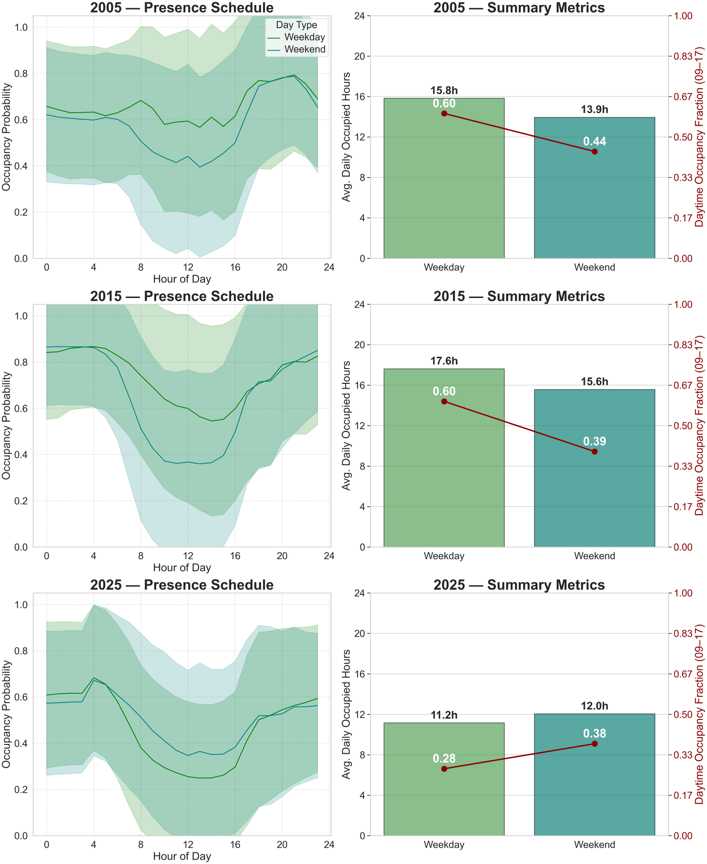 2005 — Presence Schedule
Occupancy Probability
1.0
0.8
0.6
0.4
0.2
0.0
0
4
8
12
16
20
24
Hour of Day
Day Type
Weekday
Weekend
2005 — Summary Metrics
Avg. Daily Occupied Hours
24
20
16
12
8
4
0
15.8h
13.9h
0.60
0.44
Weekday
Weekend
1.00
0.83
0.67
0.50
0.33
0.17
0.00
Daytime Occupancy Fraction (09–17)
2015 — Presence Schedule
Occupancy Probability
1.0
0.8
0.6
0.4
0.2
0.0
0
4
8
12
16
20
24
Hour of Day
2015 — Summary Metrics
Avg. Daily Occupied Hours
24
20
16
12
8
4
0
17.6h
15.6h
0.60
0.39
Weekday
Weekend
1.00
0.83
0.67
0.50
0.33
0.17
0.00
Daytime Occupancy Fraction (09–17)
2025 — Presence Schedule
Occupancy Probability
1.0
0.8
0.6
0.4
0.2
0.0
0
4
8
12
16
20
24
Hour of Day
2025 — Summary Metrics
Avg. Daily Occupied Hours
24
20
16
12
8
4
0
11.2h
12.0h
0.28
0.38
Weekday
Weekend
1.00
0.83
0.67
0.50
0.33
0.17
0.00
Daytime Occupancy Fraction (09–17)